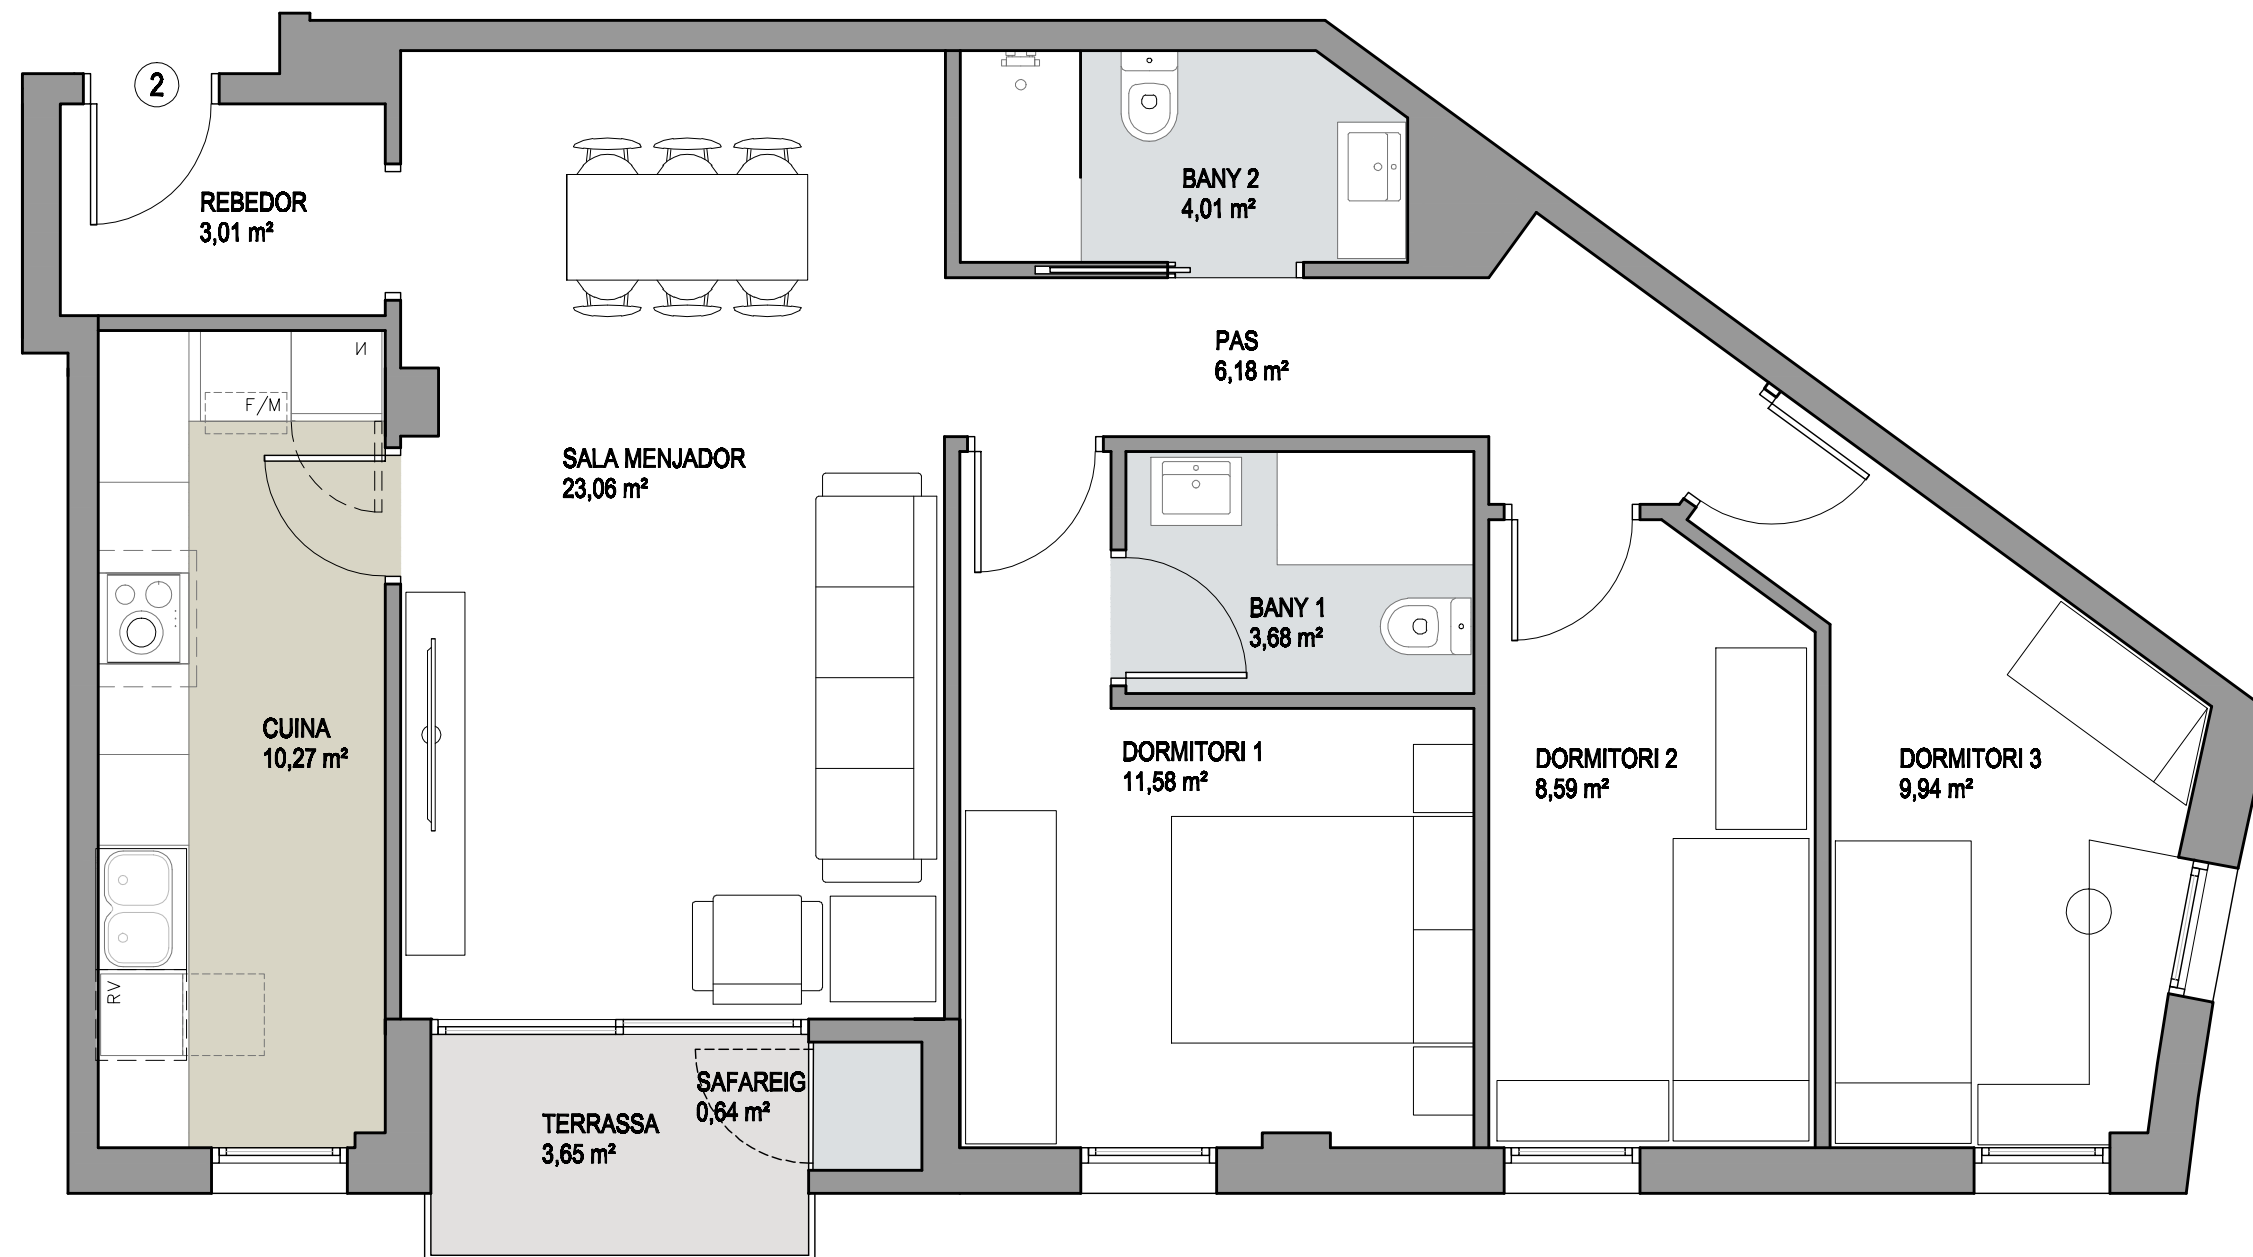 2
REBEDOR
3,01 m²
BANY 2
4,01 m²
PAS
6,18 m²
N
F/M
SALA MENJADOR
23,06 m²
BANY 1
3,68 m²
CUINA
10,27 m²
DORMITORI 1
11,58 m²
DORMITORI 2
8,59 m²
DORMITORI 3
9,94 m²
RV
SAFAREIG
0,64 m²
TERRASSA
3,65 m²